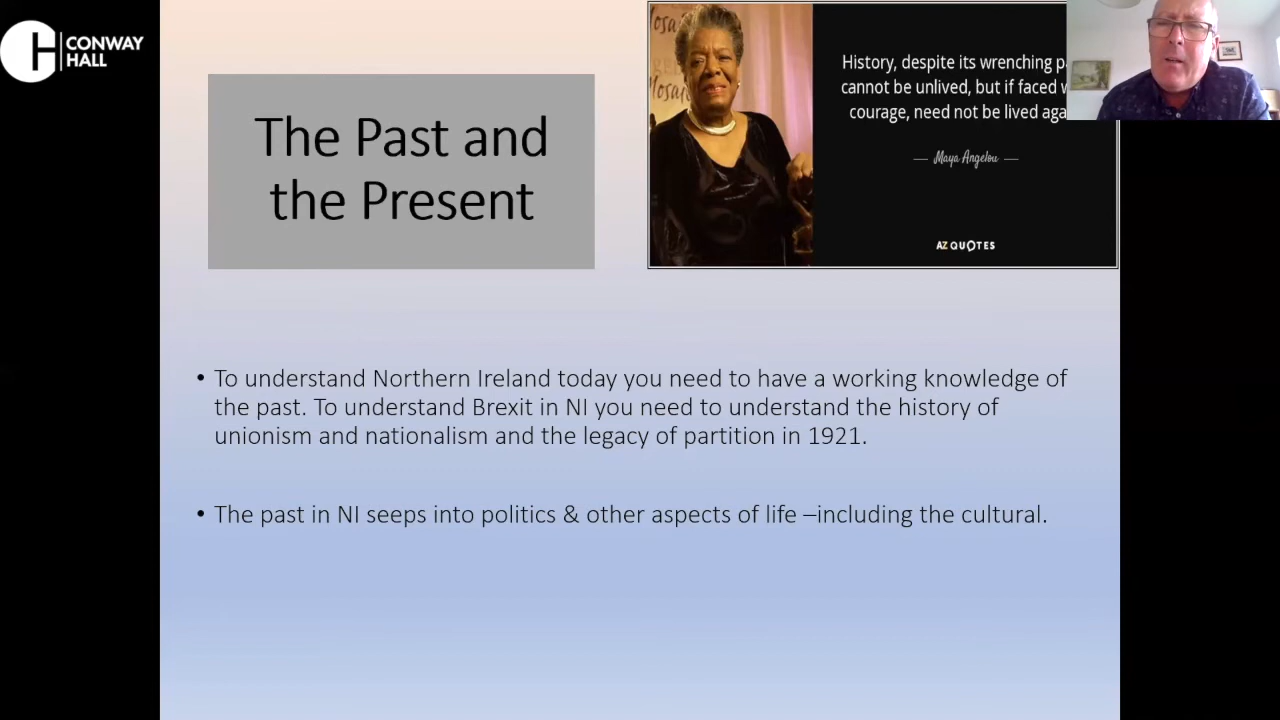 CONWAY
HALL
The Past and
the Present
History, despite its wrenching
cannot be unlived, but if faced
courage, need not be lived
— Maya Angelou —
AZ QUOTES
• To understand Northern Ireland today you need to have a working knowledge of
the past. To understand Brexit in NI you need to understand the history of
unionism and nationalism and the legacy of partition in 1921.
• The past in NI seeps into politics & other aspects of life –including the cultural.